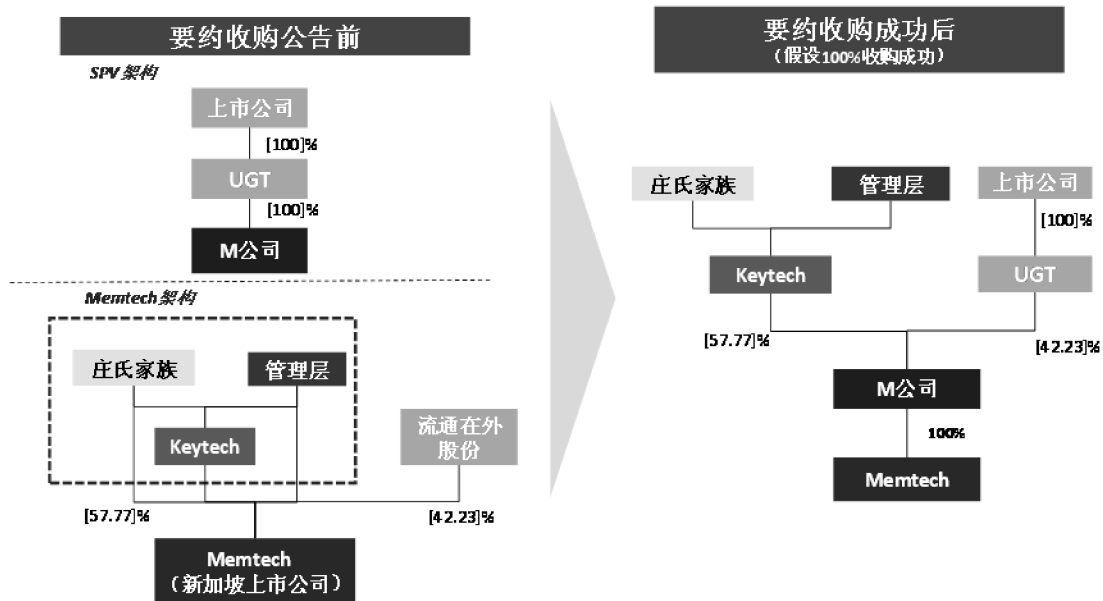 要约收购公告前
SPV架构
上市公司
[100]%
UGT
[100]%
M公司
Memtech架构
庄氏家族
管理层
Keytech
流通在外
股份
[57.77]%
[42.23]%
Memtech
（新加坡上市公司）
要约收购成功后
（假设100%收购成功）
庄氏家族
管理层
上市公司
[100]%
Keytech
UGT
[57.77]%
[42.23]%
M公司
100%
Memtech